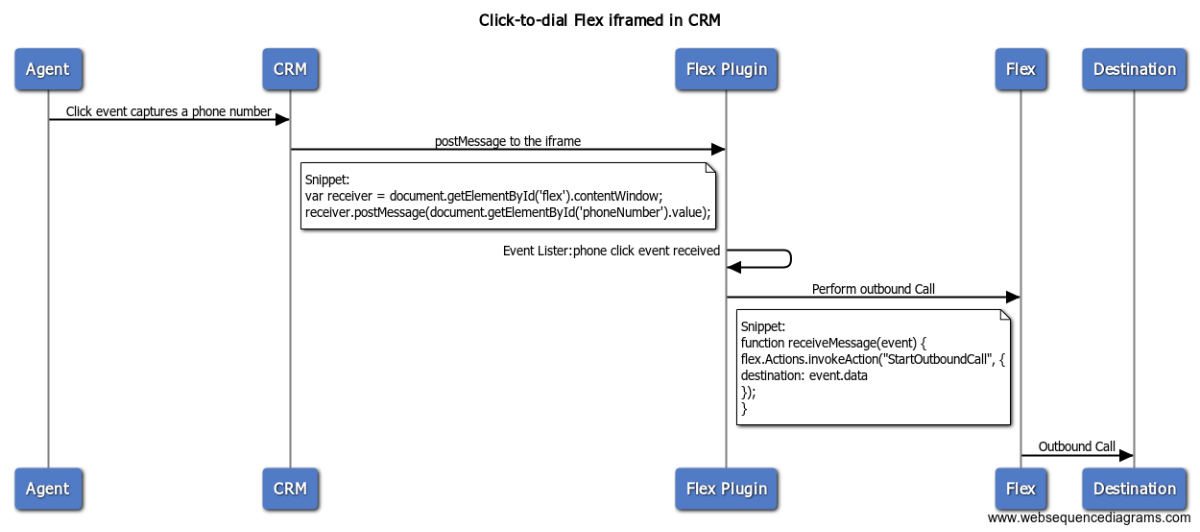 Click-to-dial Flex iframed in CRM
Agent
CRM
Flex Plugin
Flex
Destination
Click event captures a phone number
postMessage to the iframe
Snippet:
var receiver = document.getElementById('flex').contentWindow;
receiver.postMessage(document.getElementById('phoneNumber').value);
Event Lister:phone click event received
Perform outbound Call
Snippet:
function receiveMessage(event) {
flex.Actions.invokeAction("StartOutboundCall", {
destination: event.data
});
}
Outbound Call
Agent
CRM
Flex Plugin
Flex
Destination
www.websequencediagrams.com